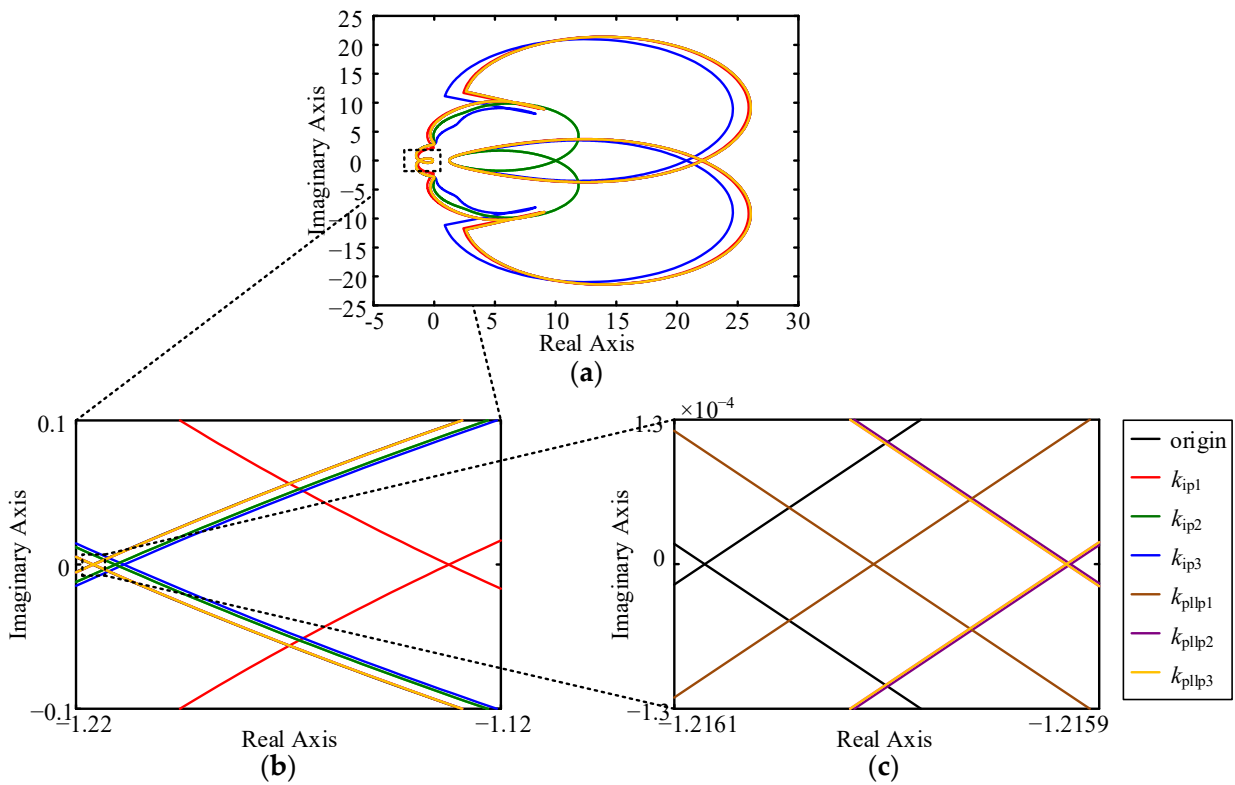 25
20
15
10
5
0
−5
−10
−15
−20
−25
Imaginary Axis
-5
0
5
10
15
20
25
30
Real Axis
(a)
0.1
0
−0.1
Imaginary Axis
−1.22
−1.12
Real Axis
(b)
1.3
×10−4
0
−1.3
Imaginary Axis
−1.2161
−1.2159
Real Axis
(c)
origin
kip1
kip2
kip3
kpllp1
kpllp2
kpllp3